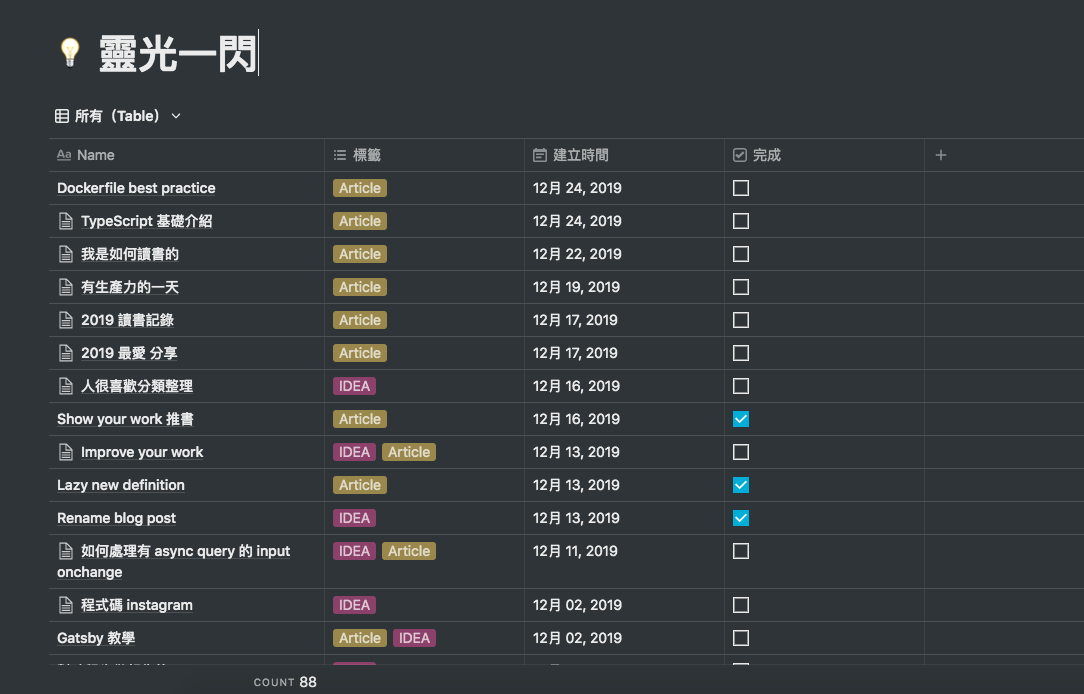 靈光一閃
所有（Table）
Aa Name 標籤 建立時間 完成 +
Dockerfile best practice Article 12月 24, 2019
TypeScript 基礎介紹 Article 12月 24, 2019
我是如何讀書的 Article 12月 22, 2019
有生產力的一天 Article 12月 19, 2019
2019 讀書記錄 Article 12月 17, 2019
2019 最愛 分享 Article 12月 17, 2019
人很喜歡分類整理 IDEA 12月 16, 2019
Show your work 推書 Article 12月 16, 2019
Improve your work IDEA Article 12月 13, 2019
Lazy new definition Article 12月 13, 2019
Rename blog post IDEA 12月 13, 2019
如何處理有 async query 的 input IDEA Article 12月 11, 2019
onchange
程式碼 instagram IDEA 12月 02, 2019
Gatsby 教學 Article IDEA 12月 02, 2019
COUNT 88